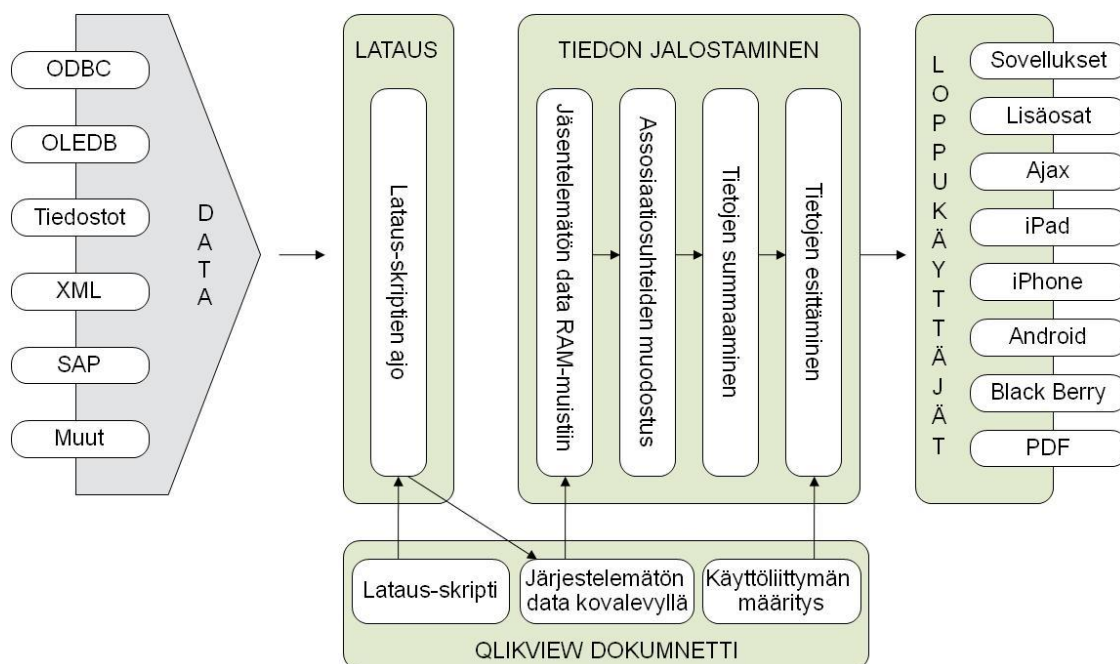 ODBC
OLEDB
Tiedostot
XML
SAP
Muut
DATA
LATAUS
Lataus-skriptien ajo
TIEDON JALOSTAMINEN
Jäsentelemätön data RAM-muistiin
Assosiaatiosuhteiden muodostus
Tietojen summaaminen
Tietojen esittäminen
LOPPUKÄYTTÄJÄT
Sovellukset
Lisäosat
Ajax
iPad
iPhone
Android
Black Berry
PDF
Lataus-skripti
Järjestelemätön
data kovalevyllä
Käyttöliittymän
määritys
QLIKVIEW DOKUMNETTI